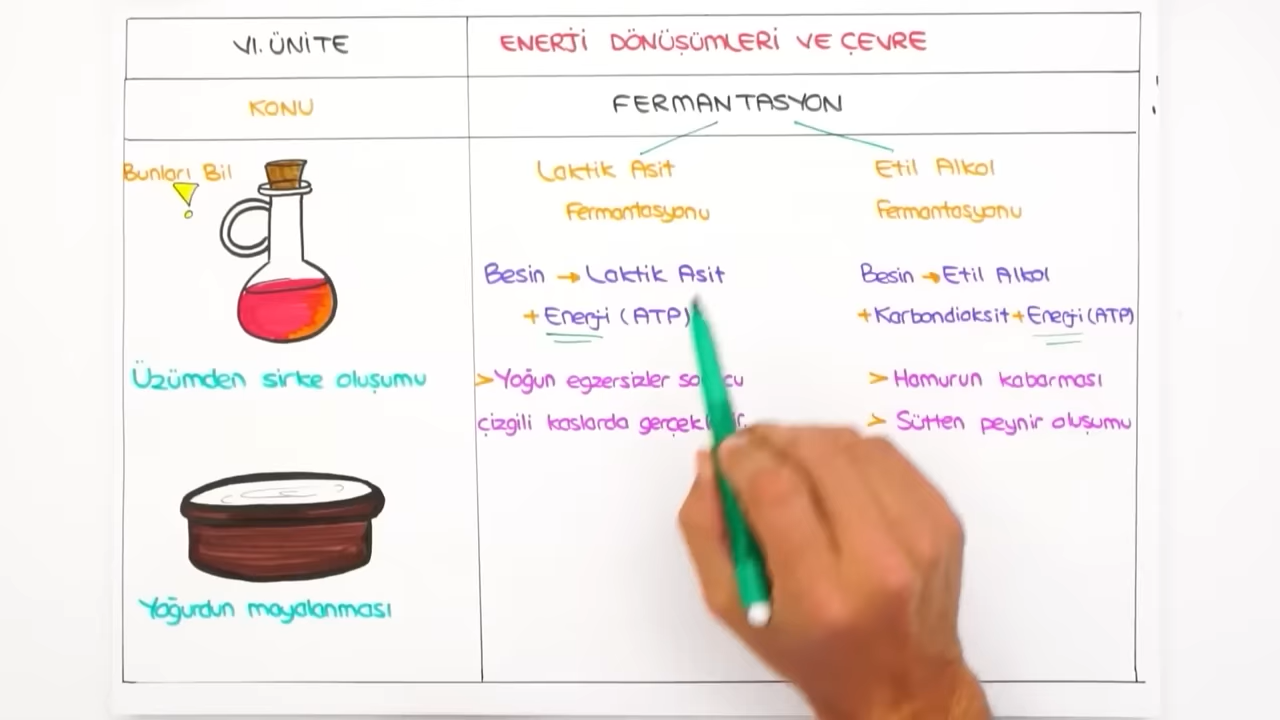 VI. ÜNİTE
ENERJİ DÖNÜŞÜMLERİ VE ÇEVRE
KONU
FERMANTASYON
Bunları Bil
Laktik Asit
Fermantasyonu
Etil Alkol
Fermantasyonu
Besin → Laktik Asit
+ Enerji (ATP)
Besin → Etil Alkol
+ Karbondioksit + Enerji (ATP)
Üzümden sirke oluşumu
> Yoğun egzersizler
çizgili kaslarda
> Hamurun kabarması
> Sütten peynir oluşumu
Yoğurdun mayalanması